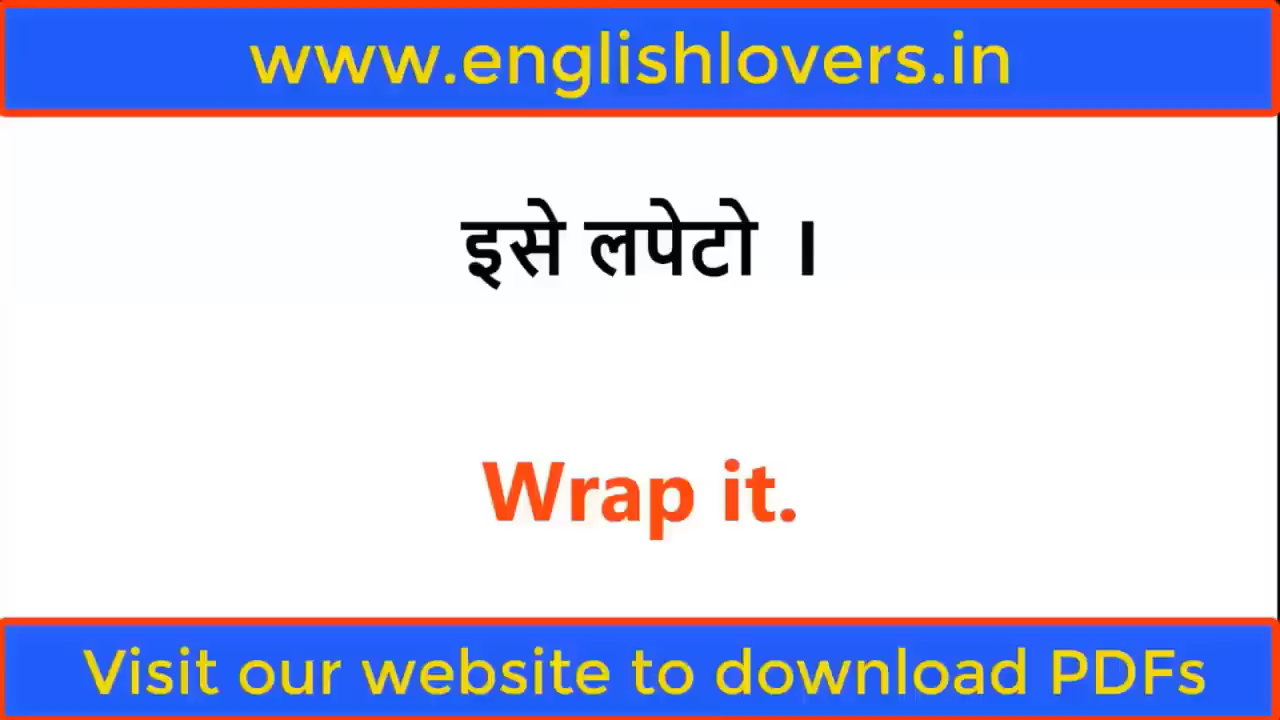 www.englishlovers.in
इसे लपेटो ।
Wrap it.
Visit our website to download PDFs